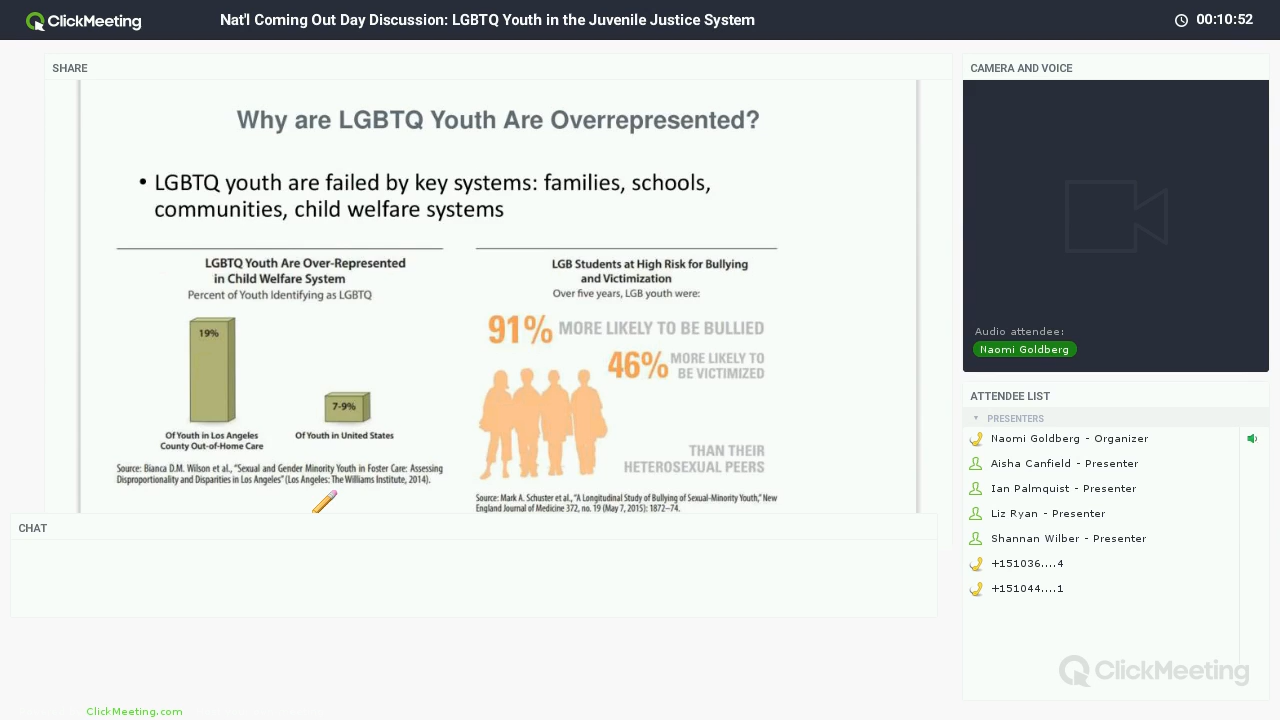 ClickMeeting
Nat'l Coming Out Day Discussion: LGBTQ Youth in the Juvenile Justice System
00:10:52
SHARE
Why are LGBTQ Youth Are Overrepresented?
• LGBTQ youth are failed by key systems: families, schools,
communities, child welfare systems
LGBTQ Youth Are Over-Represented
in Child Welfare System
Percent of Youth Identifying as LGBTQ
19%
7-9%
Of Youth in Los Angeles
County Out-of-Home Care
Of Youth in United States
Source: Bianca D.M. Wilson et al., "Sexual and Gender Minority Youth in Foster Care: Assessing
Disproportionality and Disparities in Los Angeles" (Los Angeles: The Williams Institute, 2014).
LGB Students at High Risk for Bullying
and Victimization
Over five years, LGB youth were:
91% MORE LIKELY TO BE BULLIED
46% MORE LIKELY TO
BE VICTIMIZED
THAN THEIR
HETEROSEXUAL PEERS
Source: Mark A. Schuster et al., "A Longitudinal Study of Bullying of Sexual-Minority Youth," New
England Journal of Medicine 372, no. 19 (May 7, 2015): 1872–74.
CHAT
CAMERA AND VOICE
Audio attendee:
Naomi Goldberg
ATTENDEE LIST
PRESENTERS
Naomi Goldberg - Organizer
Aisha Canfield - Presenter
Ian Palmquist - Presenter
Liz Ryan - Presenter
Shannan Wilber - Presenter
+151036....4
+151044....1
ClickMeeting
ClickMeeting.com